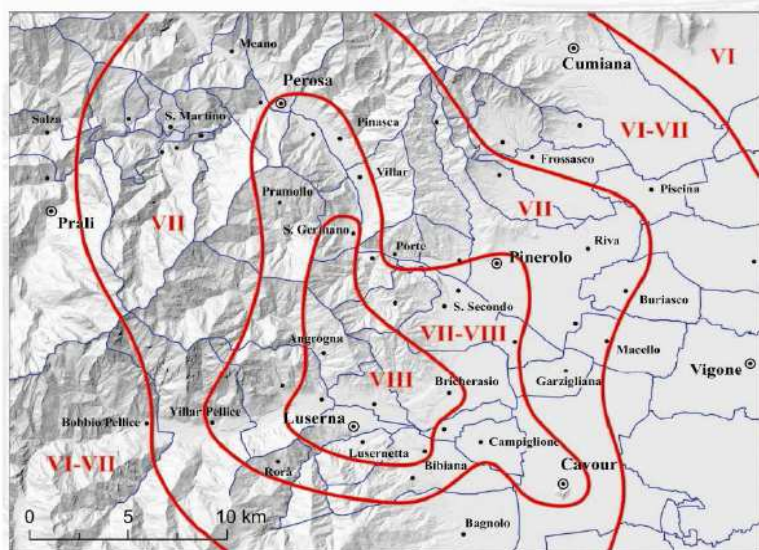 Meano
Cumiana
VI
Perosa
Salza
S. Martino
Pinasca
VI-VII
Frossasco
Villar
Piscina
Pramollo
VII
VII
Prali
S. Germano
Riva
Porte
Pinerolo
Buriasco
S. Secondo
VII-VIII
Macello
Angrogna
Vigone
VIII
Garzigliana
Bricherasio
Villar Pellice
Bobbio Pellice
Luserna
Campiglione
Lusernetta
VI-VII
Rorà
Bibiana
Cavour
0 5 10 km
Bagnolo